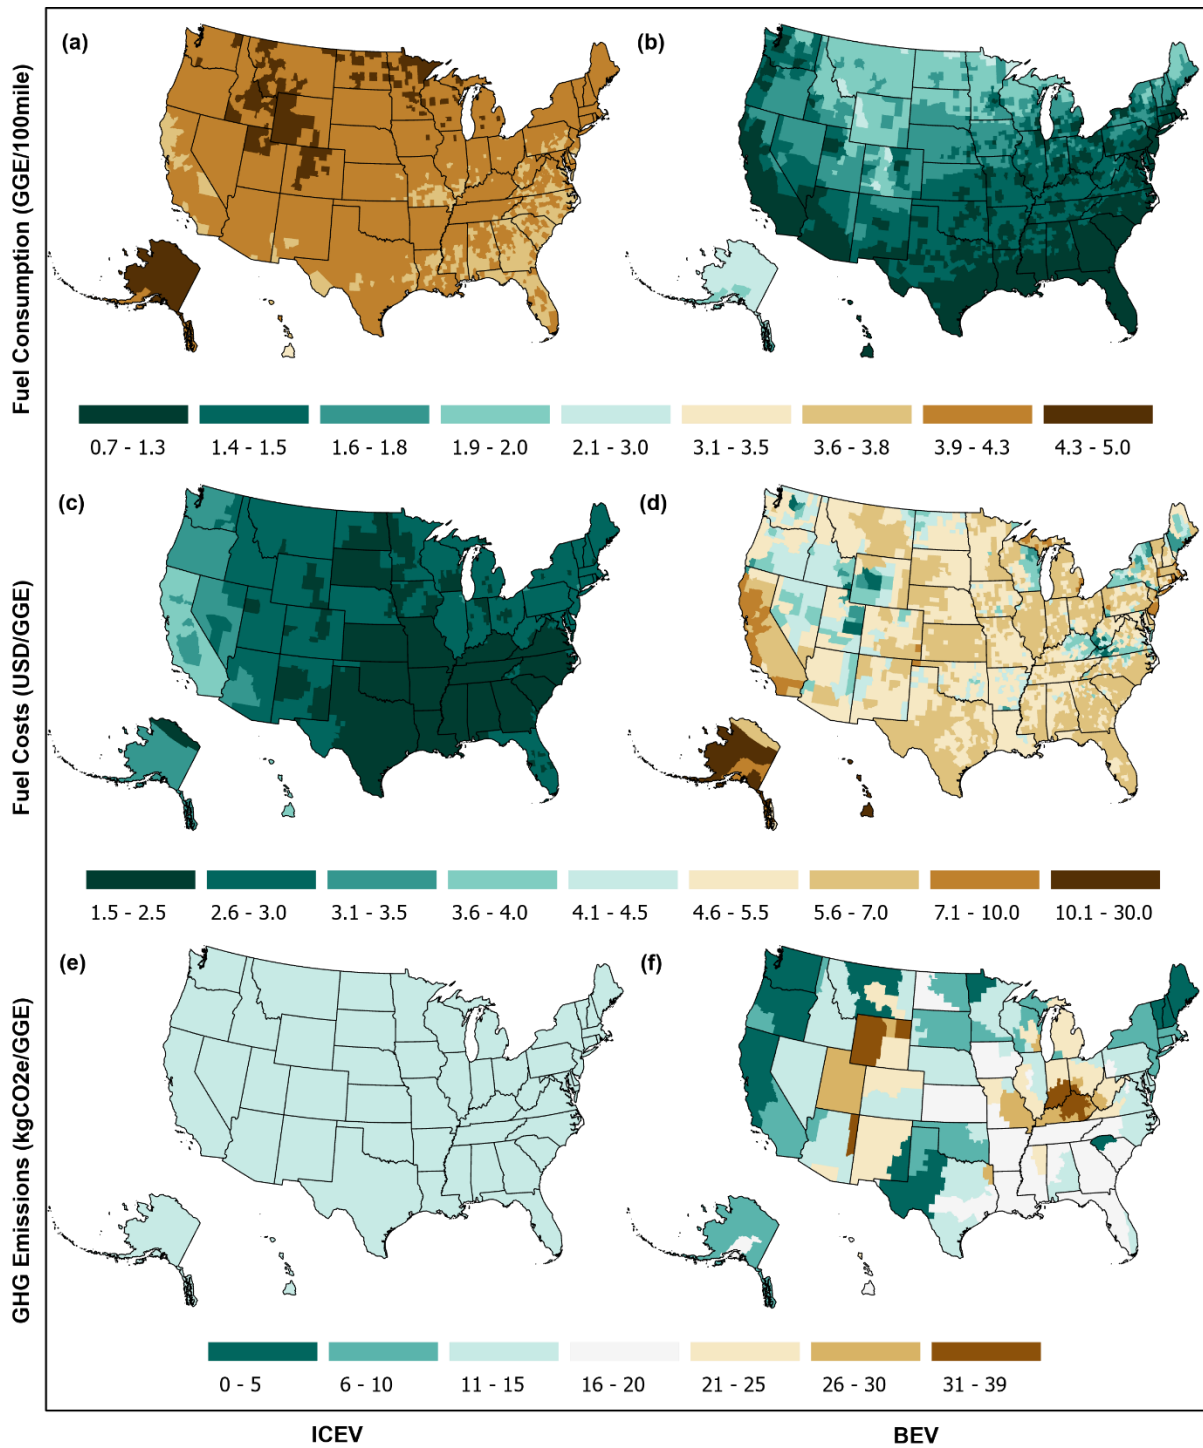 (a)
(b)
Fuel Consumption (GGE/100mile)
0.7 - 1.3
1.4 - 1.5
1.6 - 1.8
1.9 - 2.0
2.1 - 3.0
3.1 - 3.5
3.6 - 3.8
3.9 - 4.3
4.3 - 5.0
(c)
(d)
Fuel Costs (USD/GGE)
1.5 - 2.5
2.6 - 3.0
3.1 - 3.5
3.6 - 4.0
4.1 - 4.5
4.6 - 5.5
5.6 - 7.0
7.1 - 10.0
10.1 - 30.0
(e)
(f)
GHG Emissions (kgCO2e/GGE)
0 - 5
6 - 10
11 - 15
16 - 20
21 - 25
26 - 30
31 - 39
ICEV
BEV